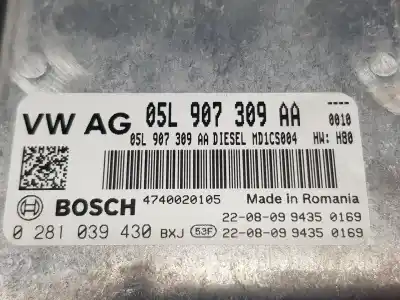 ----
VW AG 05L 907 309 AA 0010
05L 907 309 AA DIESEL MD1CS004 HW: H80
BOSCH 4740020105 Made in Romania
22-08-09 9435 0169
0 281 039 430 BXJ 53F 22-08-09 9435 0169